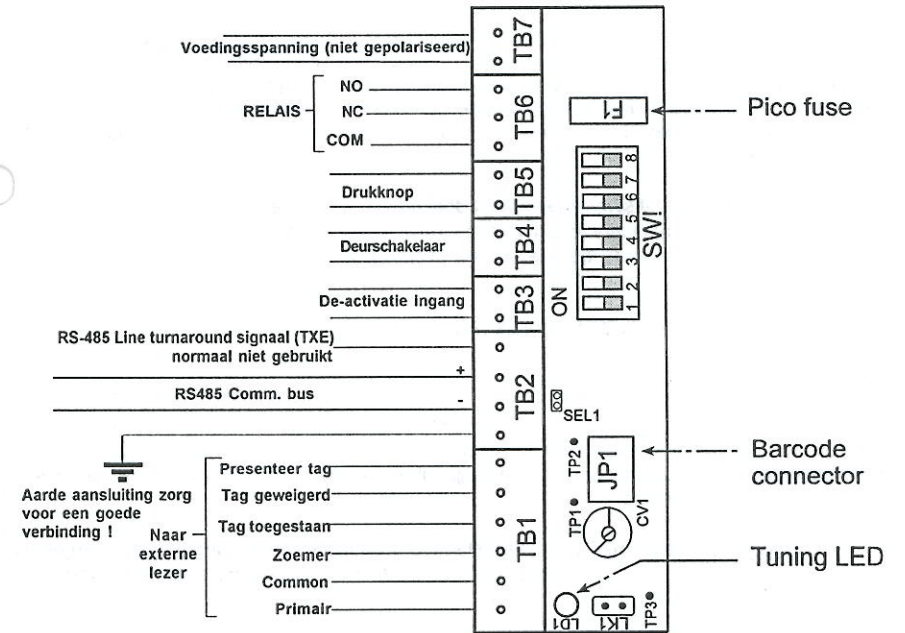 Voedingsspanning (niet gepolariseerd)
TB7
RELAIS
NO
NC
COM
TB6
F1
Pico fuse
Drukknop
TB5
Deurschakelaar
TB4
De-activatie ingang
TB3
8
7
6
5
4
3
2
1
SW!
ON
RS-485 Line turnaround signaal (TXE)
normaal niet gebruikt
+
RS485 Comm. bus
-
TB2
SEL1
Aarde aansluiting zorg
voor een goede
verbinding !
Naar
externe
lezer
Presenteer tag
Tag geweigerd
Tag toegestaan
Zoemer
Common
Primair
TB1
TP2
JP1
Barcode
connector
TP1
CV1
Tuning LED
LD1
LK1
TP3